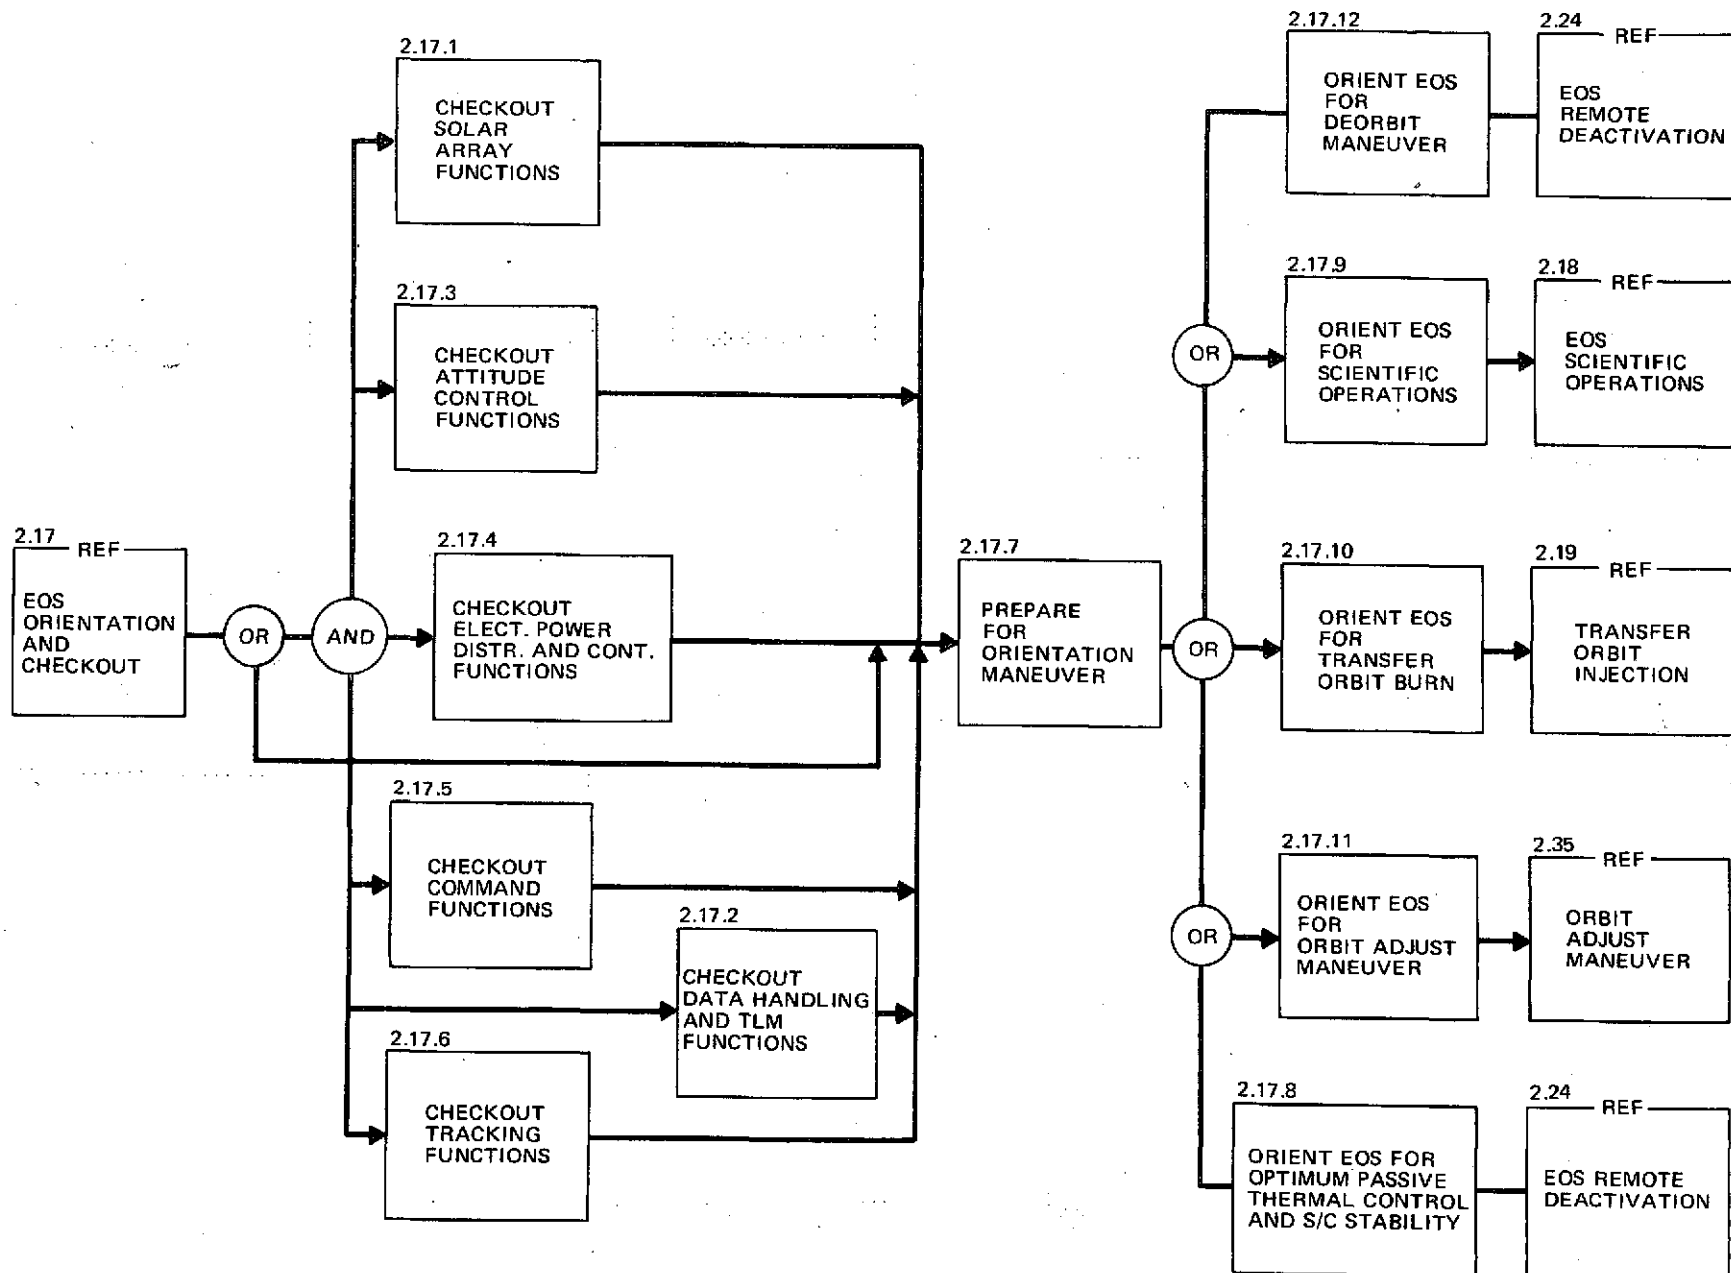 2.17
REF
EOS
ORIENTATION
AND
CHECKOUT
OR
AND
2.17.1
CHECKOUT
SOLAR
ARRAY
FUNCTIONS
2.17.3
CHECKOUT
ATTITUDE
CONTROL
FUNCTIONS
2.17.4
CHECKOUT
ELECT. POWER
DISTR. AND CONT.
FUNCTIONS
2.17.5
CHECKOUT
COMMAND
FUNCTIONS
2.17.2
CHECKOUT
DATA HANDLING
AND TLM
FUNCTIONS
2.17.6
CHECKOUT
TRACKING
FUNCTIONS
2.17.7
PREPARE
FOR
ORIENTATION
MANEUVER
OR
OR
OR
2.17.12
ORIENT EOS
FOR
DEORBIT
MANEUVER
2.24
REF
EOS
REMOTE
DEACTIVATION
2.17.9
ORIENT EOS
FOR
SCIENTIFIC
OPERATIONS
2.18
REF
EOS
SCIENTIFIC
OPERATIONS
2.17.10
ORIENT EOS
FOR
TRANSFER
ORBIT BURN
2.19
REF
TRANSFER
ORBIT
INJECTION
2.17.11
ORIENT EOS
FOR
ORBIT ADJUST
MANEUVER
2.35
REF
ORBIT
ADJUST
MANEUVER
2.17.8
ORIENT EOS FOR
OPTIMUM PASSIVE
THERMAL CONTROL
AND S/C STABILITY
2.24
REF
EOS REMOTE
DEACTIVATION